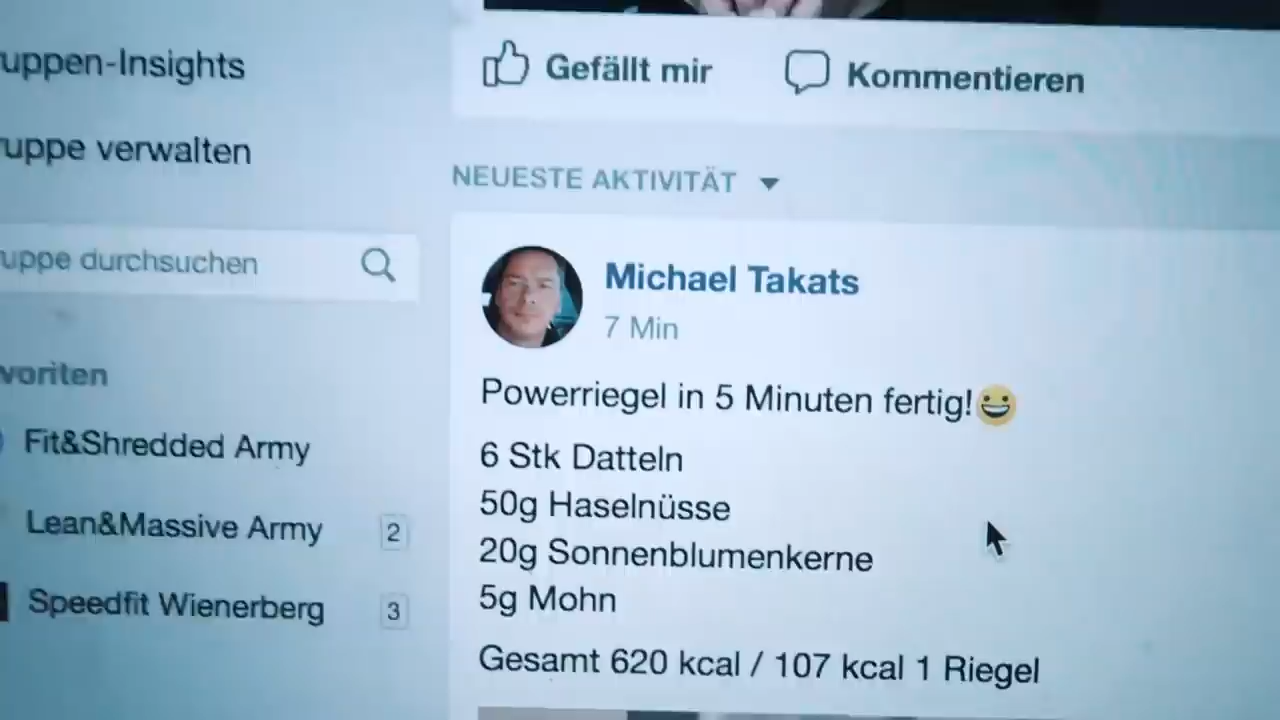 uppen-Insights
uppe verwalten
uppe durchsuchen
voriten
Fit&Shredded Army
Lean&Massive Army 2
Speedfit Wienerberg 3
Gefällt mir Kommentieren
NEUESTE AKTIVITÄT
Michael Takats
7 Min
Powerriegel in 5 Minuten fertig!😀
6 Stk Datteln
50g Haselnüsse
20g Sonnenblumenkerne
5g Mohn
Gesamt 620 kcal / 107 kcal 1 Riegel